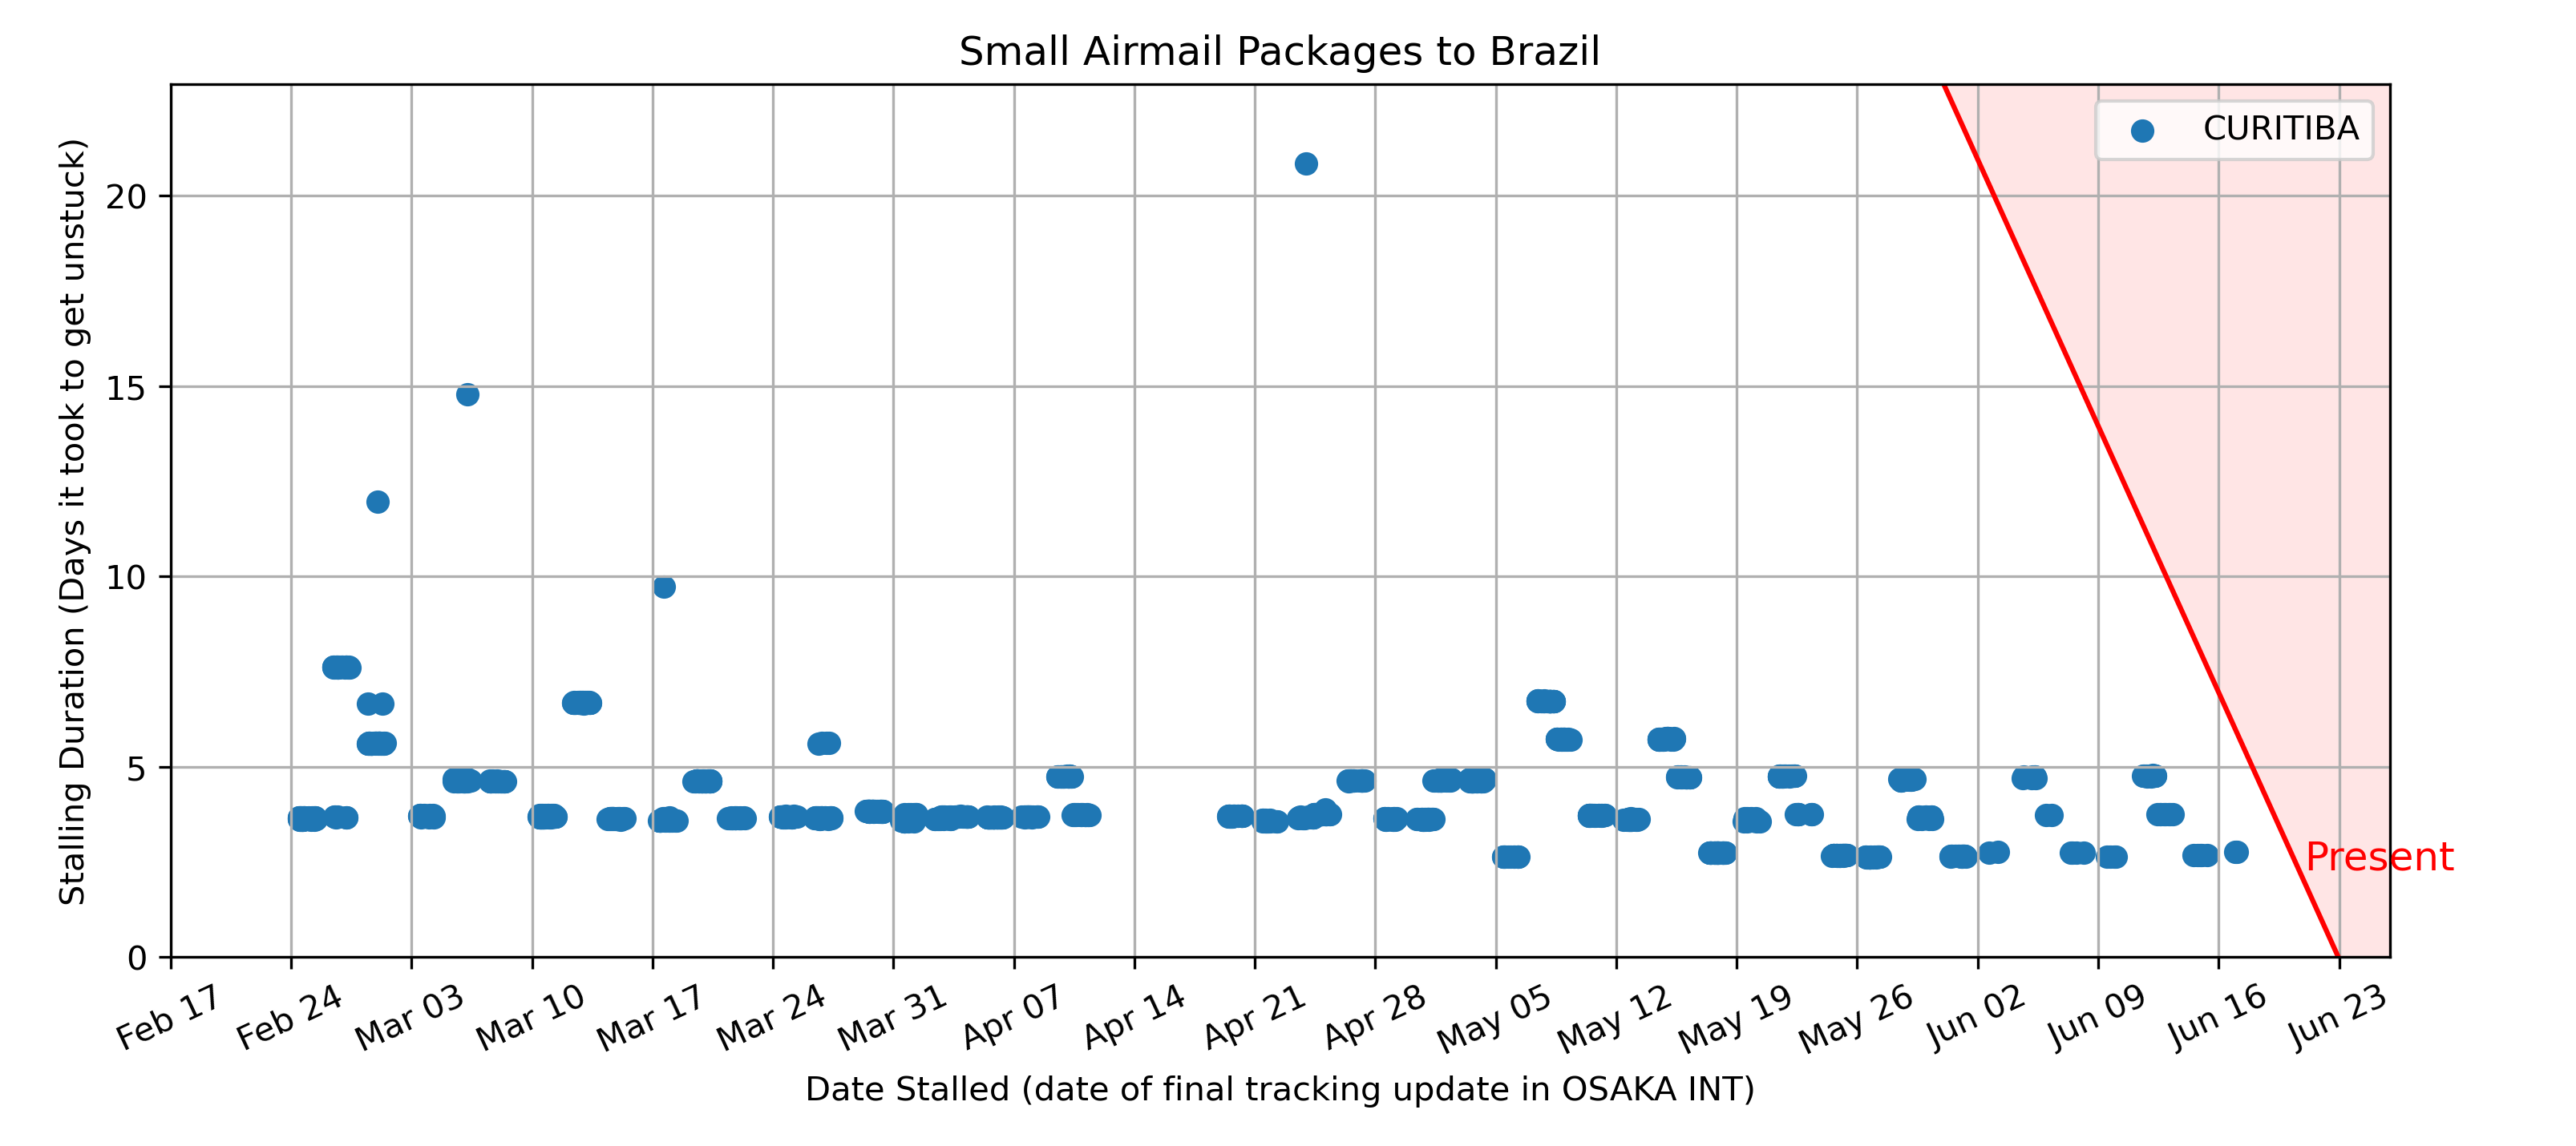 Small Airmail Packages to Brazil
CURITIBA
Stalling Duration (Days it took to get unstuck)
20
15
10
5
0
Present
Feb 17
Feb 24
Mar 03
Mar 10
Mar 17
Mar 24
Mar 31
Apr 07
Apr 14
Apr 21
Apr 28
May 05
May 12
May 19
May 26
Jun 02
Jun 09
Jun 16
Jun 23
Date Stalled (date of final tracking update in OSAKA INT)